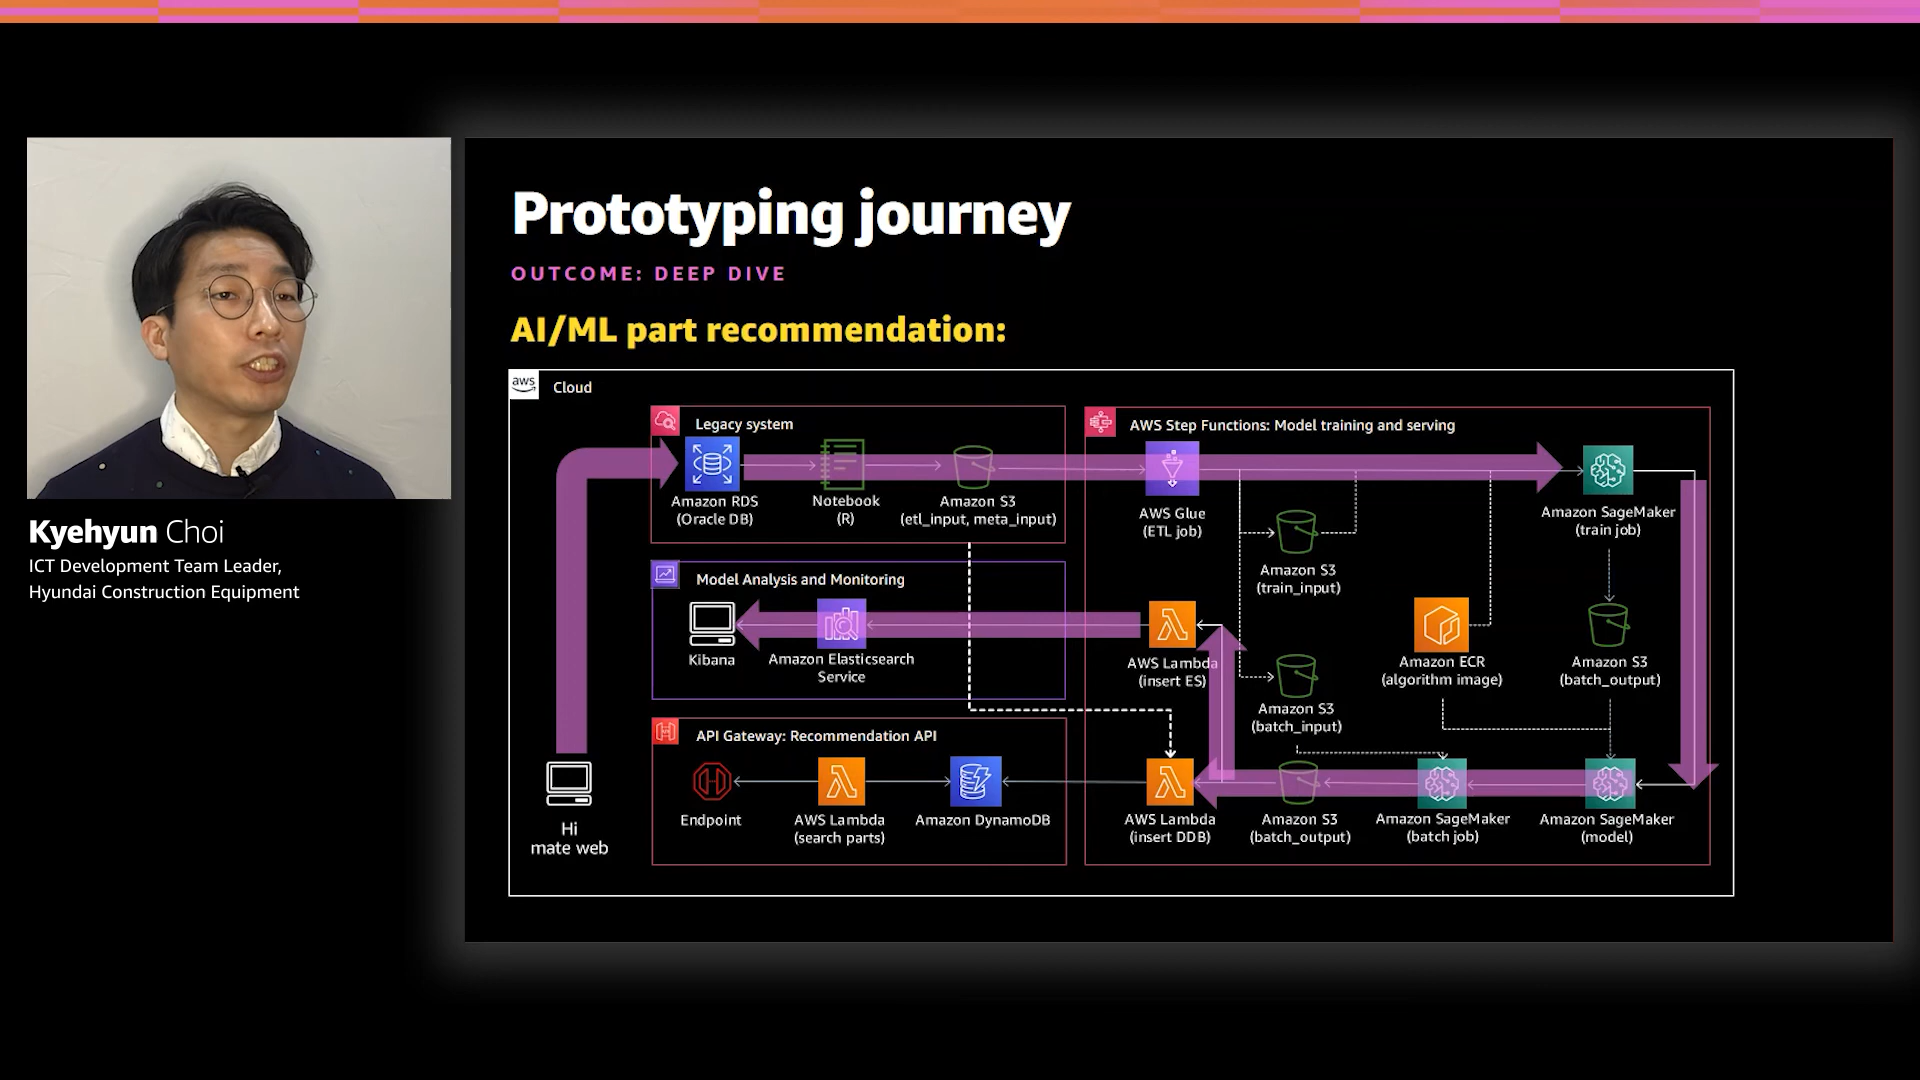 Prototyping journey
OUTCOME: DEEP DIVE
AI/ML part recommendation:
aws
Cloud
Legacy system
Amazon RDS
(Oracle DB)
Notebook
(R)
Amazon S3
(etl_input, meta_input)
AWS Step Functions: Model training and serving
AWS Glue
(ETL job)
Amazon S3
(train_input)
Amazon SageMaker
(train job)
Model Analysis and Monitoring
Kibana
Amazon Elasticsearch
Service
AWS Lambda
(insert ES)
Amazon S3
(batch_input)
Amazon ECR
(algorithm image)
Amazon S3
(batch_output)
API Gateway: Recommendation API
Endpoint
AWS Lambda
(search parts)
Amazon DynamoDB
AWS Lambda
(insert DDB)
Amazon S3
(batch_output)
Amazon SageMaker
(batch job)
Amazon SageMaker
(model)
Hi
mate web
Kyehyun Choi
ICT Development Team Leader,
Hyundai Construction Equipment